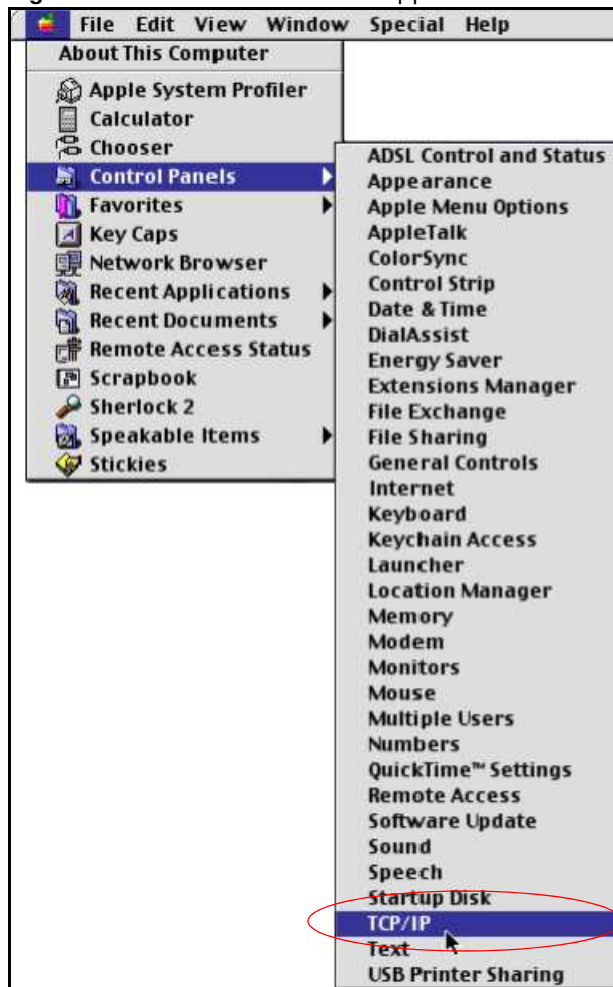 File Edit View Window Special Help
About This Computer
Apple System Profiler
Calculator
Chooser
Control Panels
Favorites
Key Caps
Network Browser
Recent Applications
Recent Documents
Remote Access Status
Scrapbook
Sherlock 2
Speakable Items
Stickies
ADSL Control and Status
Appearance
Apple Menu Options
AppleTalk
ColorSync
Control Strip
Date & Time
DialAssist
Energy Saver
Extensions Manager
File Exchange
File Sharing
General Controls
Internet
Keyboard
Keychain Access
Launcher
Location Manager
Memory
Modem
Monitors
Mouse
Multiple Users
Numbers
QuickTime™ Settings
Remote Access
Software Update
Sound
Speech
Startup Disk
TCP/IP
Text
USB Printer Sharing